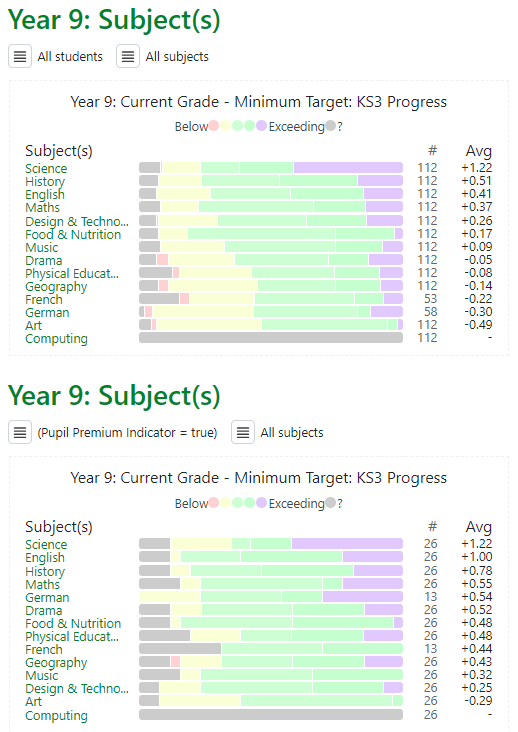 Year 9: Subject(s)
All students All subjects
Year 9: Current Grade - Minimum Target: KS3 Progress
Below Exceeding ?
Subject(s) # Avg
Science 112 +1.22
History 112 +0.51
English 112 +0.41
Maths 112 +0.37
Design & Techno... 112 +0.26
Food & Nutrition 112 +0.17
Music 112 +0.09
Drama 112 -0.05
Physical Educat... 112 -0.08
Geography 112 -0.14
French 53 -0.22
German 58 -0.30
Art 112 -0.49
Computing 112 -
Year 9: Subject(s)
(Pupil Premium Indicator = true) All subjects
Year 9: Current Grade - Minimum Target: KS3 Progress
Below Exceeding ?
Subject(s) # Avg
Science 26 +1.22
English 26 +1.00
History 26 +0.78
Maths 26 +0.55
German 13 +0.54
Drama 26 +0.52
Food & Nutrition 26 +0.48
Physical Educat... 26 +0.48
French 13 +0.44
Geography 26 +0.43
Music 26 +0.32
Design & Techno... 26 +0.25
Art 26 -0.29
Computing 26 -